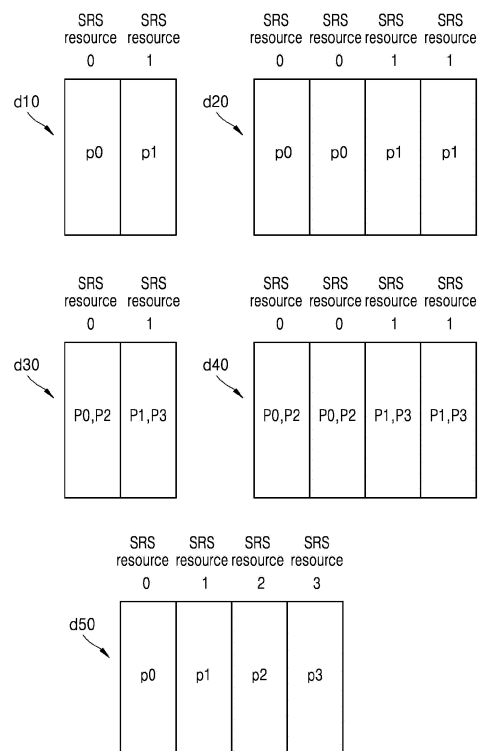 SRS SRS
resource resource
0 1
SRS SRS SRS SRS
resource resource resource resource
0 0 1 1
d10
p0 p1
d20
p0 p0 p1 p1
SRS SRS
resource resource
0 1
SRS SRS SRS SRS
resource resource resource resource
0 0 1 1
d30
P0,P2 P1,P3
d40
P0,P2 P0,P2 P1,P3 P1,P3
SRS SRS SRS SRS
resource resource resource resource
0 1 2 3
d50
p0 p1 p2 p3